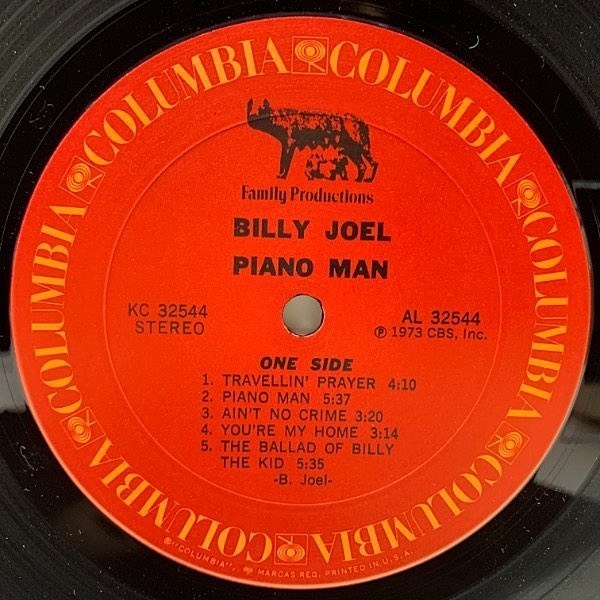 COLUMBIA COLUMBIA COLUMBIA COLUMBIA COLUMBIA COLUMBIA
Family Productions
BILLY JOEL
PIANO MAN
KC 32544
STEREO
AL 32544
Ⓟ 1973 CBS, Inc.
ONE SIDE
1. TRAVELLIN' PRAYER 4:10
2. PIANO MAN 5:37
3. AIN'T NO CRIME 3:20
4. YOU'RE MY HOME 3:14
5. THE BALLAD OF BILLY
THE KID 5:35
-B. Joel-
®"COLUMBIA", MARCAS REG. PRINTED IN U.S.A.